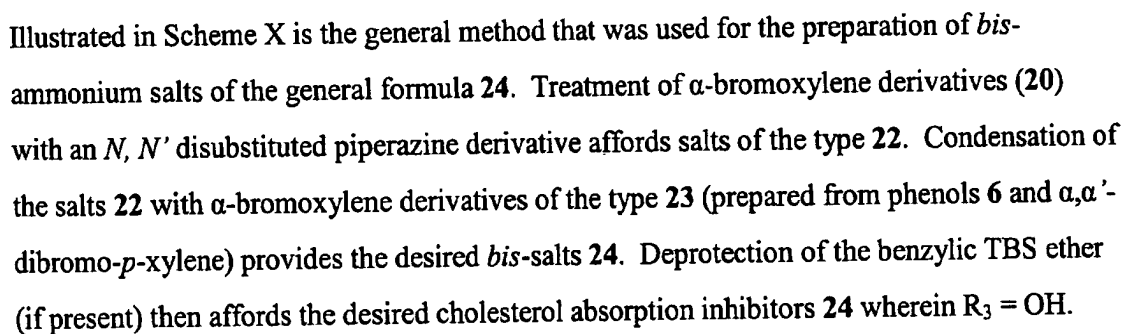 Illustrated in Scheme X is the general method that was used for the preparation of bis-
ammonium salts of the general formula 24. Treatment of α-bromoxylene derivatives (20)
with an N, N’ disubstituted piperazine derivative affords salts of the type 22. Condensation of
the salts 22 with α-bromoxylene derivatives of the type 23 (prepared from phenols 6 and α,α’-
dibromo-p-xylene) provides the desired bis-salts 24. Deprotection of the benzylic TBS ether
(if present) then affords the desired cholesterol absorption inhibitors 24 wherein R₃ = OH.